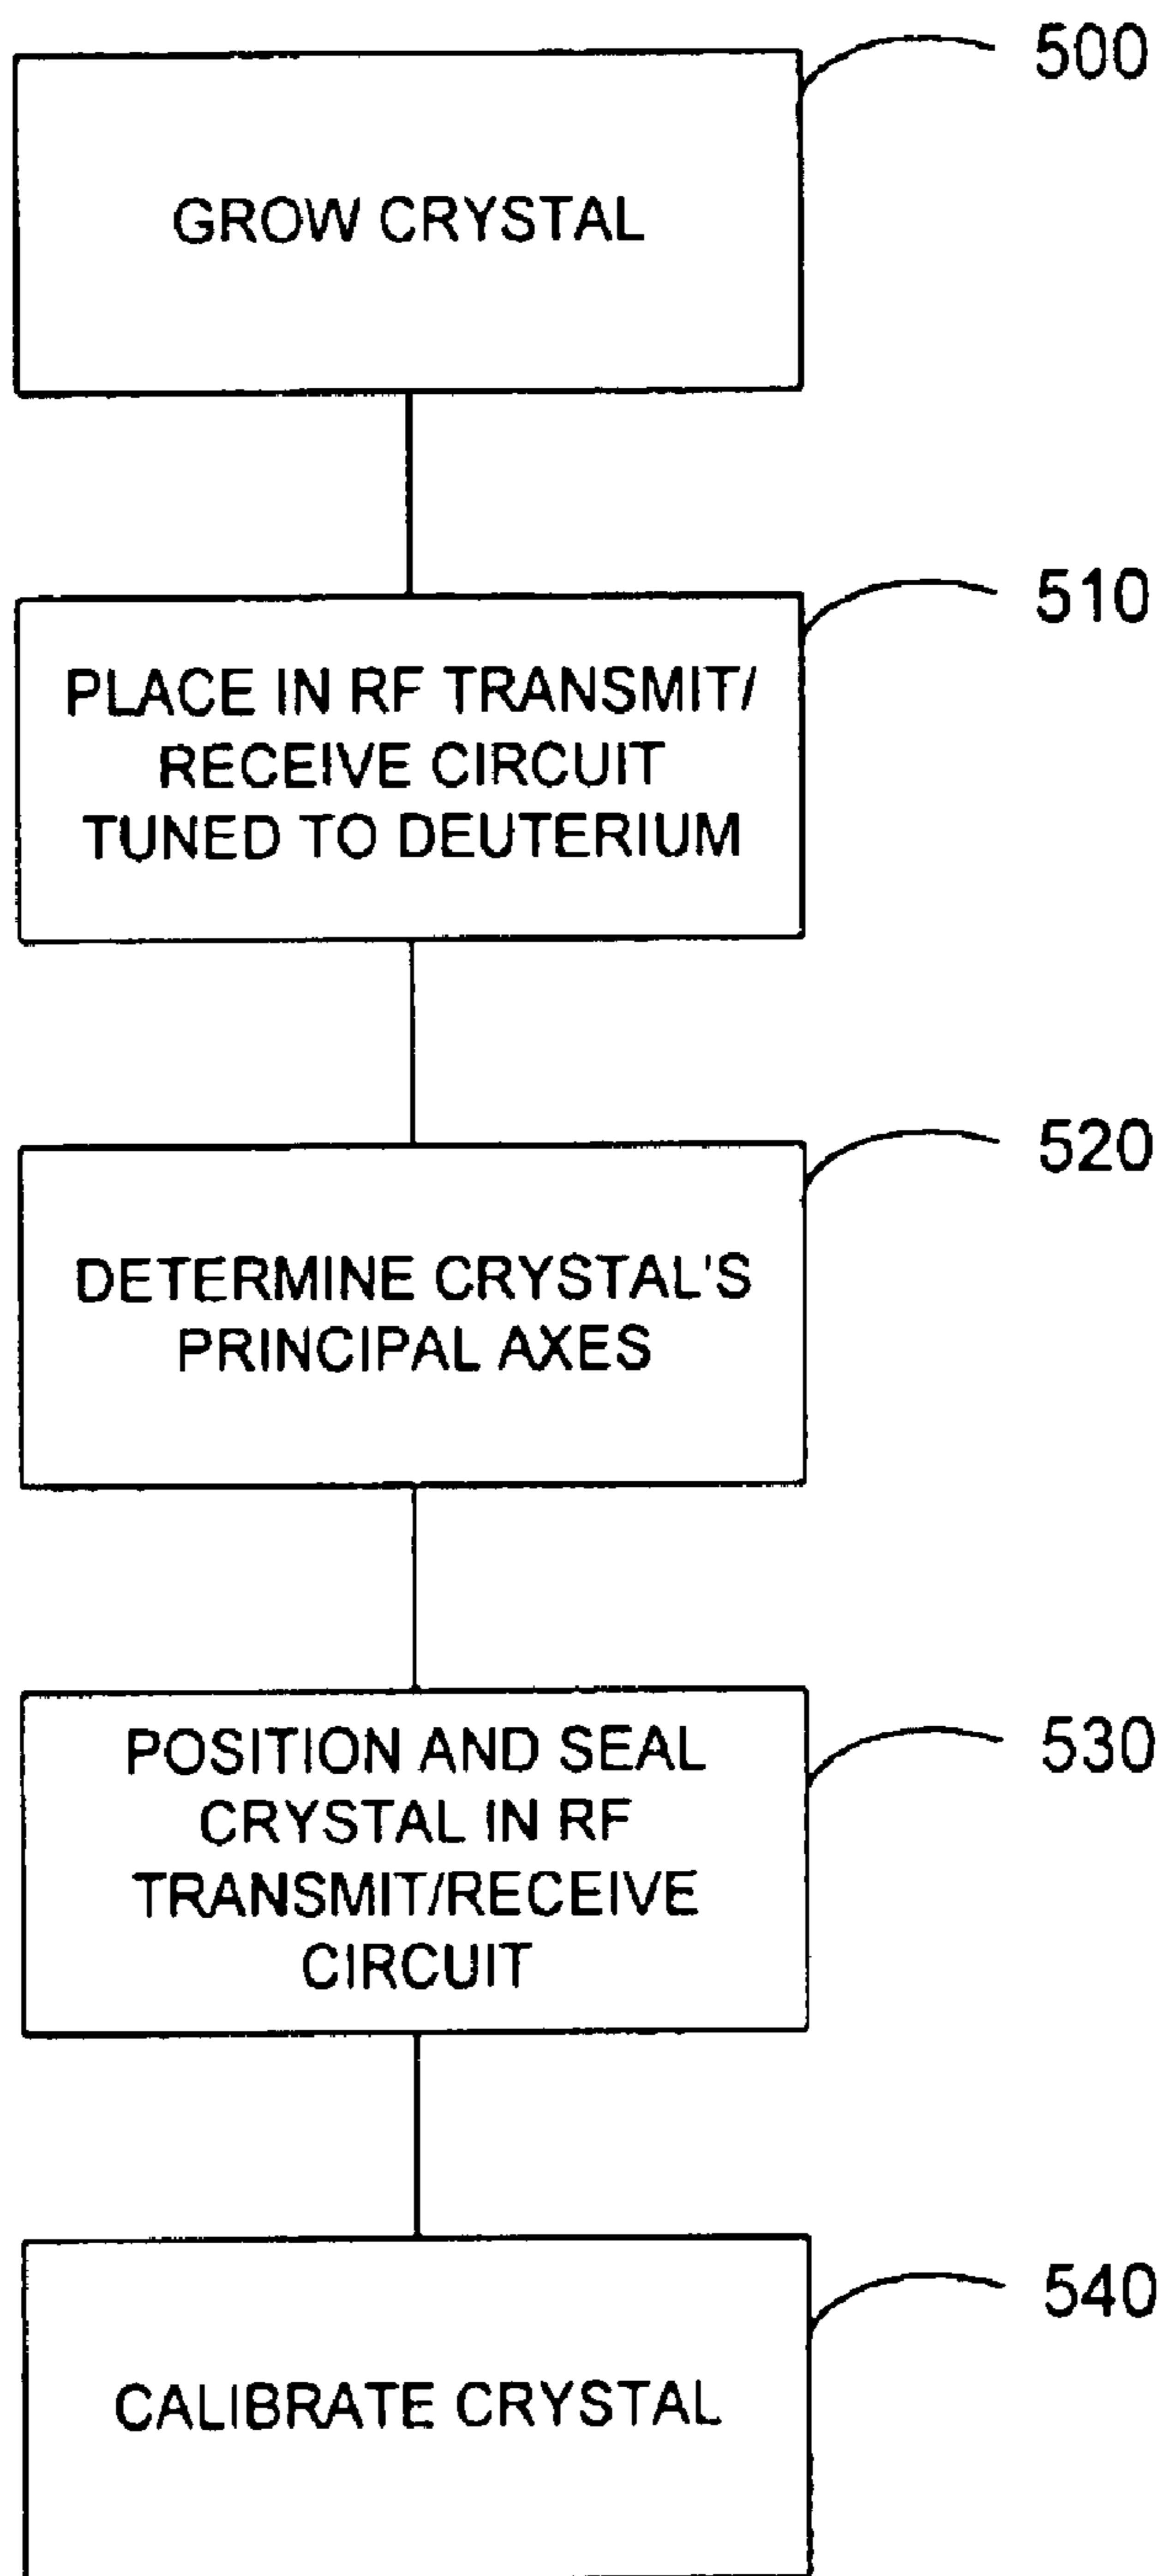 500
GROW CRYSTAL
510
PLACE IN RF TRANSMIT/
RECEIVE CIRCUIT
TUNED TO DEUTERIUM
520
DETERMINE CRYSTAL'S
PRINCIPAL AXES
530
POSITION AND SEAL
CRYSTAL IN RF
TRANSMIT/RECEIVE
CIRCUIT
540
CALIBRATE CRYSTAL